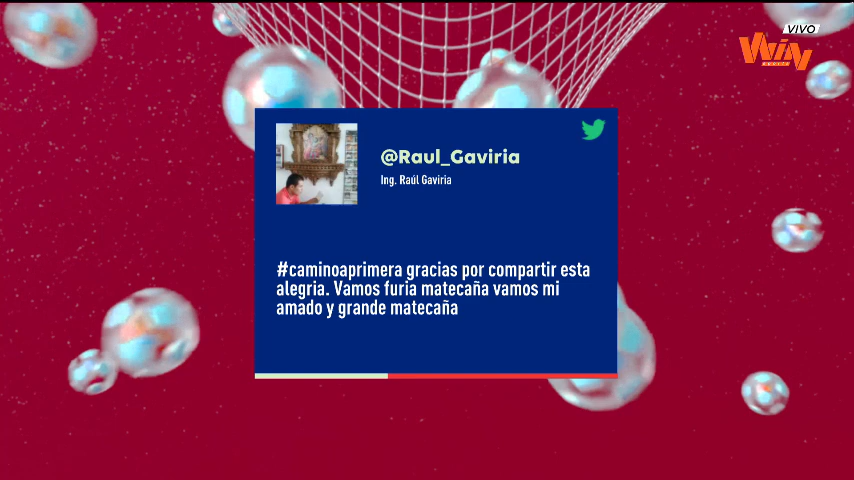 VIVO
Win
SPORTS
@Raul_Gaviria
Ing. Raúl Gaviria
#caminoaprimera gracias por compartir esta
alegria. Vamos furia matecaña vamos mi
amado y grande matecaña